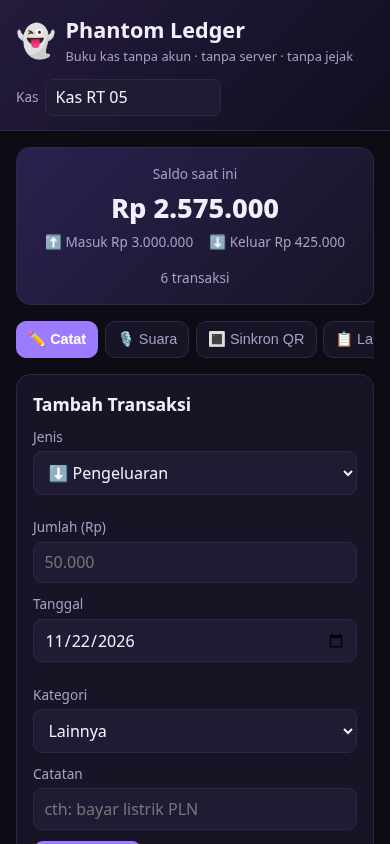 Phantom Ledger
Buku kas tanpa akun · tanpa server · tanpa jejak
Kas
Kas RT 05
Saldo saat ini
Rp 2.575.000
⬆️ Masuk Rp 3.000.000 ⬇️ Keluar Rp 425.000
6 transaksi
✏️ Catat 🎙️ Suara 🔳 Sinkron QR 📋 La
Tambah Transaksi
Jenis
⬇️ Pengeluaran
Jumlah (Rp)
50.000
Tanggal
11/22/2026
Kategori
Lainnya
Catatan
cth: bayar listrik PLN